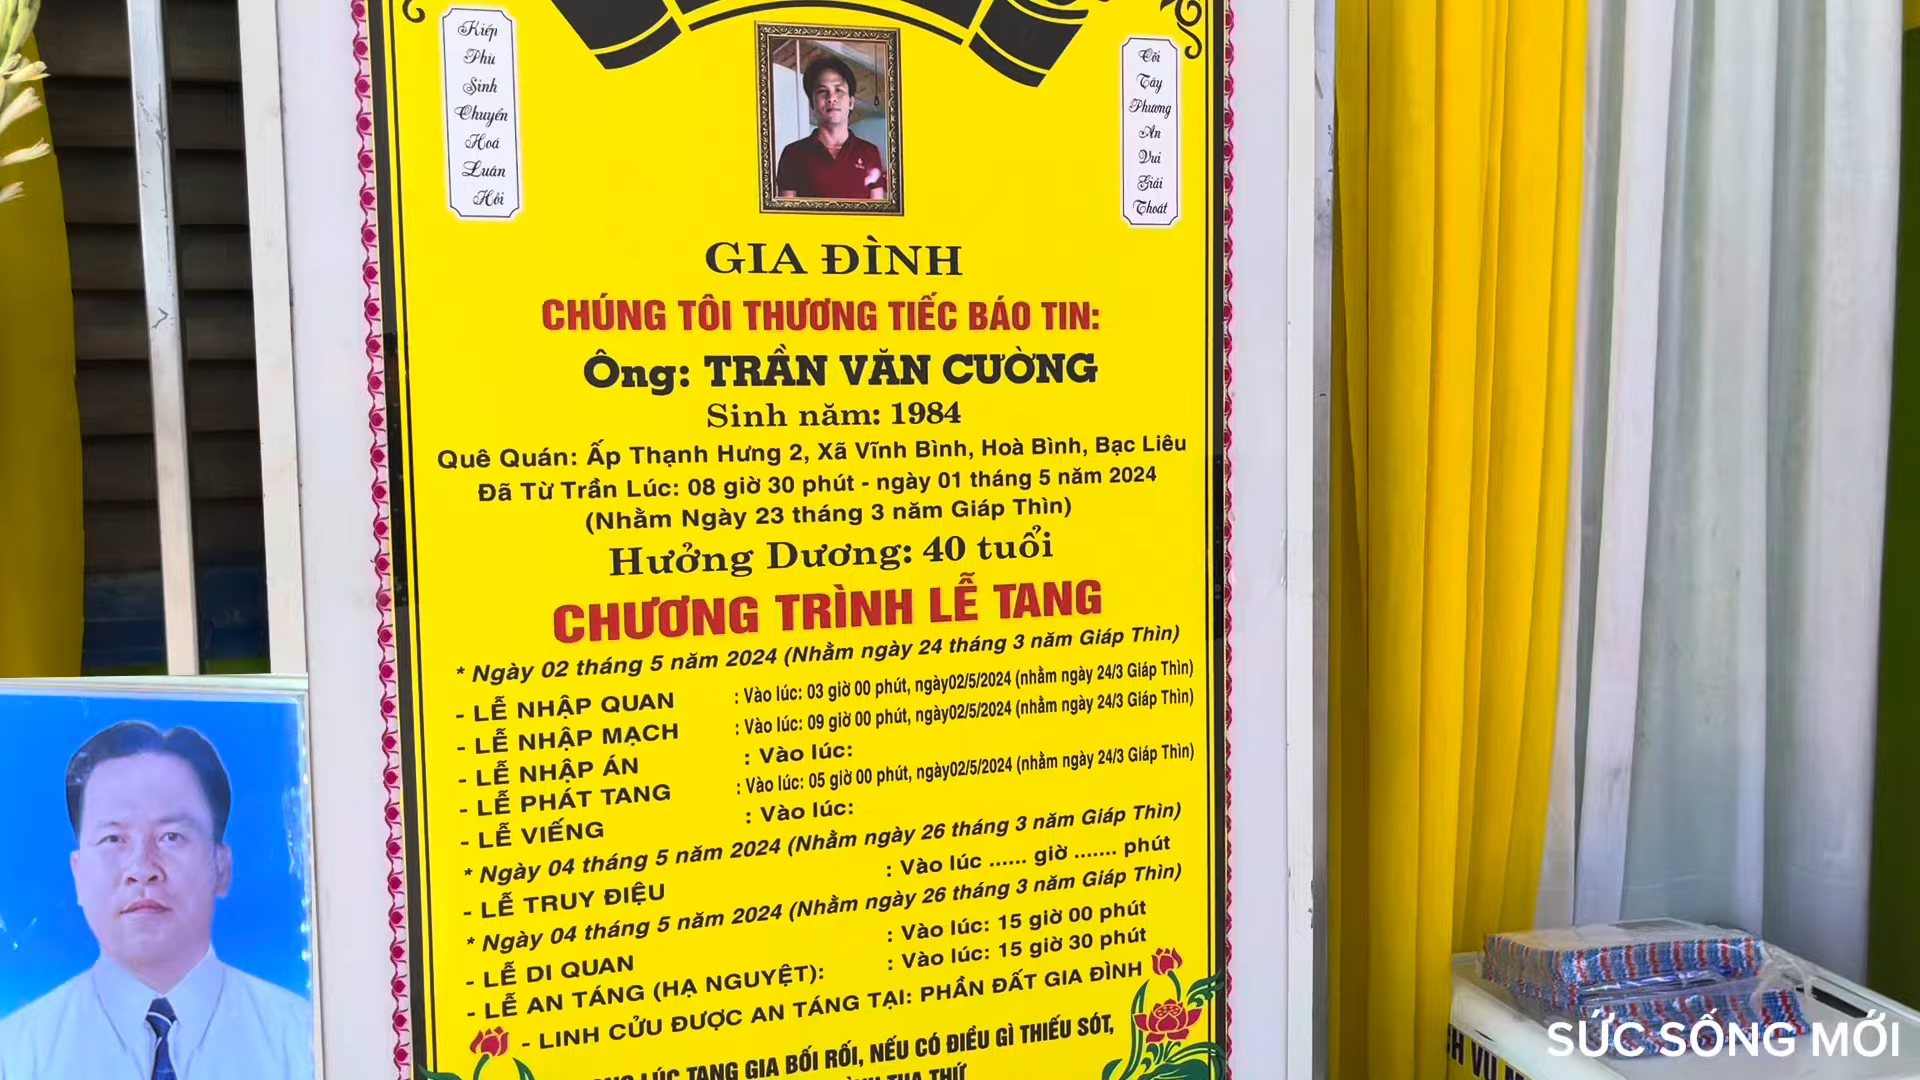 Kiếp
Phù
Sinh
Chuyển
Hoá
Luân
Hồi
Cõi
Tây
Phương
An
Vui
Giải
Thoát
GIA ĐÌNH
CHÚNG TÔI THƯƠNG TIẾC BÁO TIN:
Ông: TRẦN VĂN CƯỜNG
Sinh năm: 1984
Quê Quán: Ấp Thạnh Hưng 2, Xã Vĩnh Bình, Hoà Bình, Bạc Liêu
Đã Từ Trần Lúc: 08 giờ 30 phút - ngày 01 tháng 5 năm 2024
(Nhằm Ngày 23 tháng 3 năm Giáp Thìn)
Hưởng Dương: 40 tuổi
CHƯƠNG TRÌNH LỄ TANG
* Ngày 02 tháng 5 năm 2024 (Nhằm ngày 24 tháng 3 năm Giáp Thìn)
- LỄ NHẬP QUAN : Vào lúc: 03 giờ 00 phút, ngày02/5/2024 (nhằm ngày 24/3 Giáp Thìn)
- LỄ NHẬP MẠCH : Vào lúc: 09 giờ 00 phút, ngày02/5/2024 (nhằm ngày 24/3 Giáp Thìn)
- LỄ NHẬP ÁN : Vào lúc:
- LỄ PHÁT TANG : Vào lúc: 05 giờ 00 phút, ngày02/5/2024 (nhằm ngày 24/3 Giáp Thìn)
- LỄ VIẾNG : Vào lúc:
* Ngày 04 tháng 5 năm 2024 (Nhằm ngày 26 tháng 3 năm Giáp Thìn)
- LỄ TRUY ĐIỆU : Vào lúc ...... giờ ....... phút
* Ngày 04 tháng 5 năm 2024 (Nhằm ngày 26 tháng 3 năm Giáp Thìn)
- LỄ DI QUAN : Vào lúc: 15 giờ 00 phút
- LỄ AN TÁNG (HẠ NGUYỆT): : Vào lúc: 15 giờ 30 phút
- LINH CỬU ĐƯỢC AN TÁNG TẠI: PHẦN ĐẤT GIA ĐÌNH
LÚC TANG GIA BỐI RỐI, NẾU CÓ ĐIỀU GÌ THIẾU SÓT,
THA THỨ
SỨC SỐNG MỚI